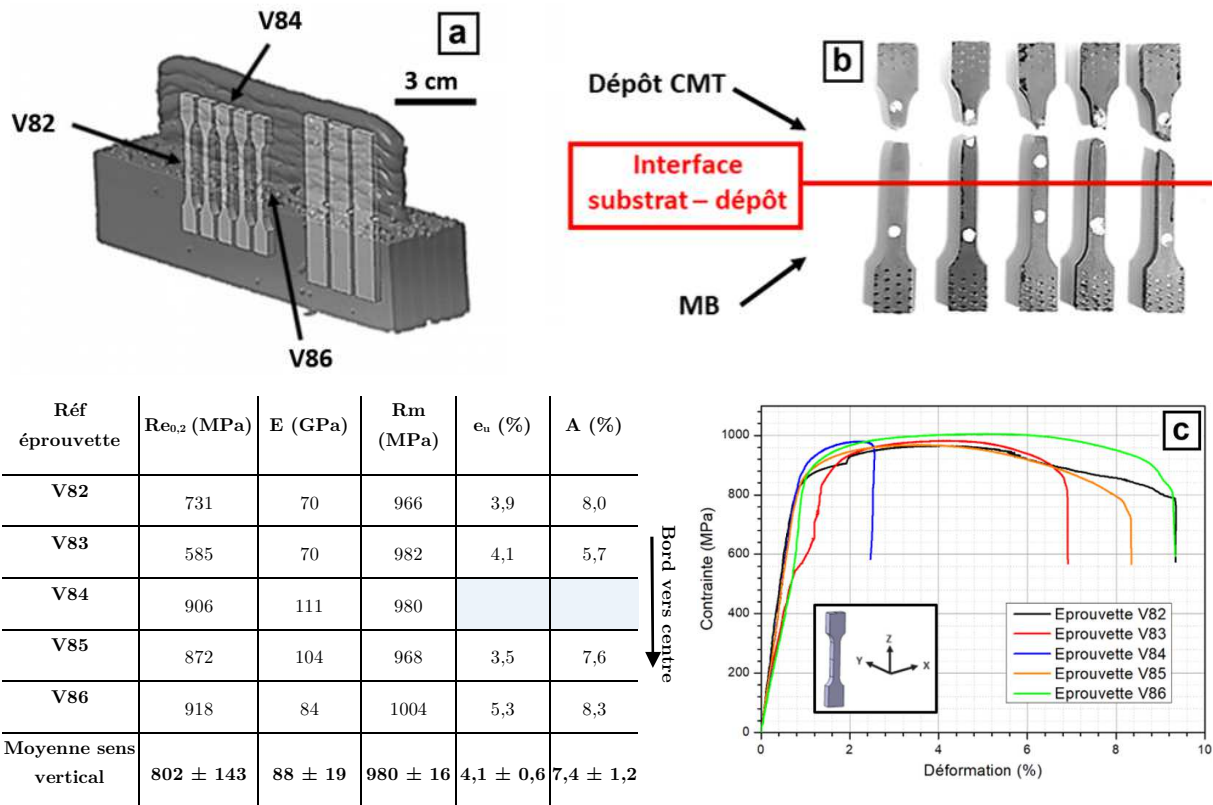 V84
a
3 cm
V82
V86
b
Dépôt CMT
Interface
substrat – dépôt
MB
Réf
éprouvette
Re0,2 (MPa)
E (GPa)
Rm
(MPa)
eu (%)
A (%)
V82
731
70
966
3,9
8,0
V83
585
70
982
4,1
5,7
V84
906
111
980
V85
872
104
968
3,5
7,6
V86
918
84
1004
5,3
8,3
Moyenne sens
vertical
802 ± 143
88 ± 19
980 ± 16
4,1 ± 0,6
7,4 ± 1,2
Bord vers centre
c
Contrainte (MPa)
1000
800
600
400
200
0
0
2
4
6
8
10
Déformation (%)
Z
Y
X
Eprouvette V82
Eprouvette V83
Eprouvette V84
Eprouvette V85
Eprouvette V86